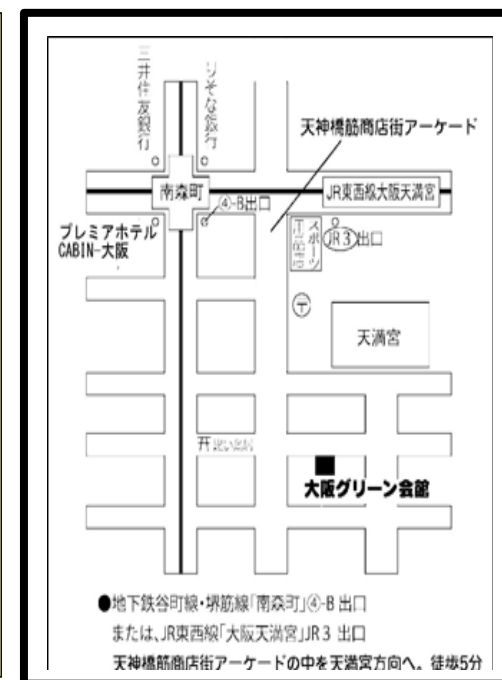 三井住友銀行
りそな銀行
天神橋筋商店街アーケード
南森町
JR東西線大阪天満宮
④-B出口
プレミアホテル
CABIN-大阪
スポーツ
JR3出口
〒
天満宮
大阪グリーン会館
●地下鉄谷町線・堺筋線「南森町」④-B 出口
または、JR東西線「大阪天満宮」JR3 出口
天神橋筋商店街アーケードの中を天満宮方向へ。徒歩5分